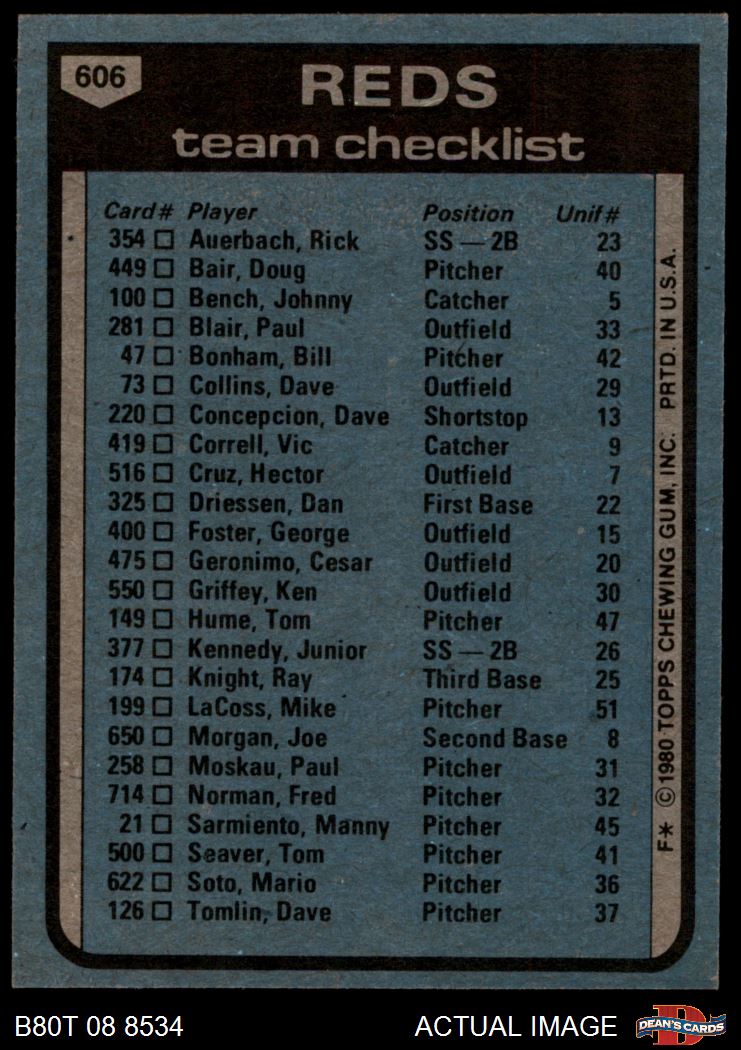 606
REDS
team checklist
Card# Player Position Unif#
354 Auerbach, Rick SS — 2B 23
449 Bair, Doug Pitcher 40
100 Bench, Johnny Catcher 5
281 Blair, Paul Outfield 33
47 Bonham, Bill Pitcher 42
73 Collins, Dave Outfield 29
220 Concepcion, Dave Shortstop 13
419 Correll, Vic Catcher 9
516 Cruz, Hector Outfield 7
325 Driessen, Dan First Base 22
400 Foster, George Outfield 15
475 Geronimo, Cesar Outfield 20
550 Griffey, Ken Outfield 30
149 Hume, Tom Pitcher 47
377 Kennedy, Junior SS — 2B 26
174 Knight, Ray Third Base 25
199 LaCoss, Mike Pitcher 51
650 Morgan, Joe Second Base 8
258 Moskau, Paul Pitcher 31
714 Norman, Fred Pitcher 32
21 Sarmiento, Manny Pitcher 45
500 Seaver, Tom Pitcher 41
622 Soto, Mario Pitcher 36
126 Tomlin, Dave Pitcher 37
F* © 1980 TOPPS CHEWING GUM, INC. PRTD. IN U.S.A.
B80T 08 8534 ACTUAL IMAGE
D
DEAN'S CARDS